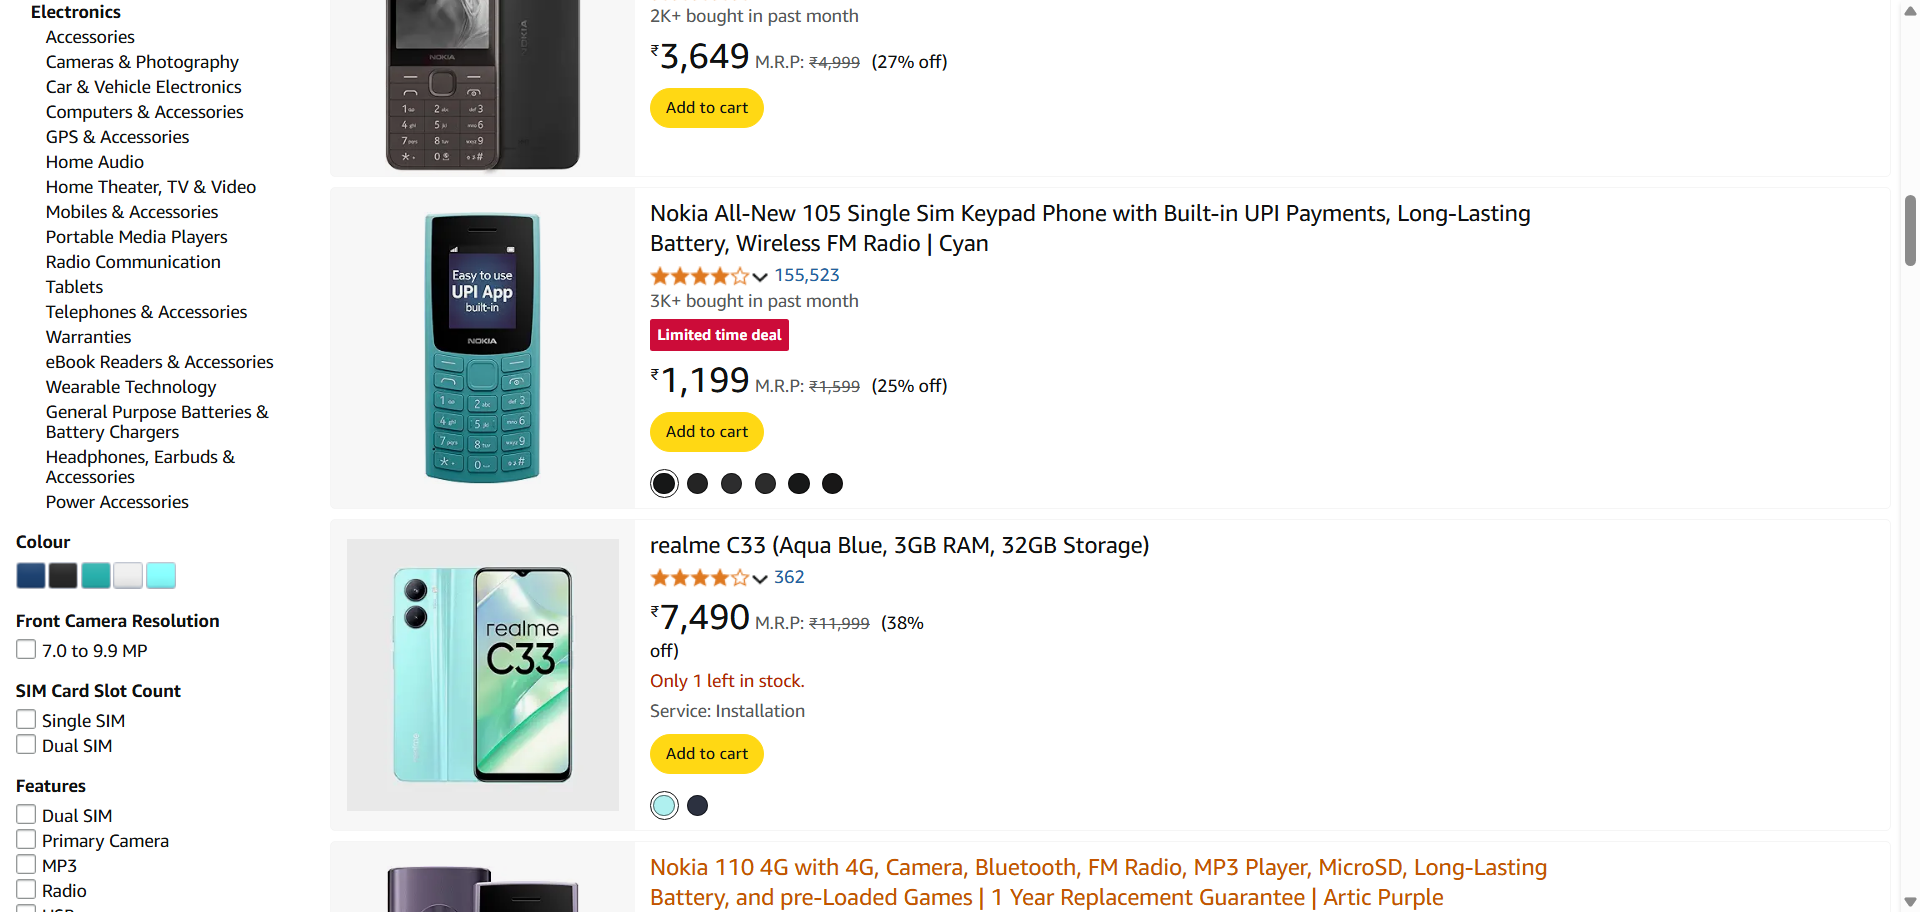 Electronics
Accessories
Cameras & Photography
Car & Vehicle Electronics
Computers & Accessories
GPS & Accessories
Home Audio
Home Theater, TV & Video
Mobiles & Accessories
Portable Media Players
Radio Communication
Tablets
Telephones & Accessories
Warranties
eBook Readers & Accessories
Wearable Technology
General Purpose Batteries &
Battery Chargers
Headphones, Earbuds &
Accessories
Power Accessories
Colour
Front Camera Resolution
7.0 to 9.9 MP
SIM Card Slot Count
Single SIM
Dual SIM
Features
Dual SIM
Primary Camera
MP3
Radio
NOKIA
NOKIA
2K+ bought in past month
₹3,649 M.R.P: ₹4,999 (27% off)
Add to cart
Easy to use
UPI App
built-in
NOKIA
Nokia All-New 105 Single Sim Keypad Phone with Built-in UPI Payments, Long-Lasting
Battery, Wireless FM Radio | Cyan
155,523
3K+ bought in past month
Limited time deal
₹1,199 M.R.P: ₹1,599 (25% off)
Add to cart
realme
C33
realme C33 (Aqua Blue, 3GB RAM, 32GB Storage)
362
₹7,490 M.R.P: ₹11,999 (38%
off)
Only 1 left in stock.
Service: Installation
Add to cart
Nokia 110 4G with 4G, Camera, Bluetooth, FM Radio, MP3 Player, MicroSD, Long-Lasting
Battery, and pre-Loaded Games | 1 Year Replacement Guarantee | Artic Purple